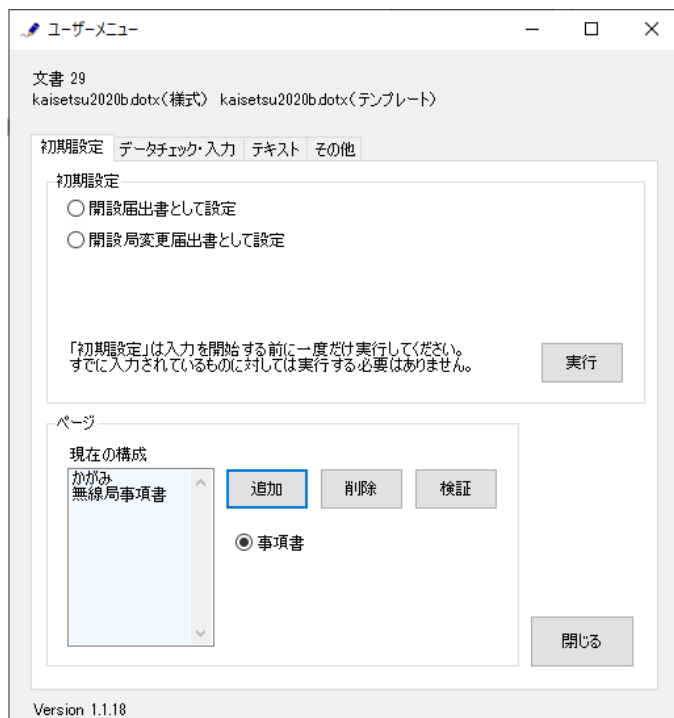 ユーザーメニュー
文書 29
kaisetsu2020b.dotx(様式) kaisetsu2020b.dotx(テンプレート)
初期設定 データチェック・入力 テキスト その他
初期設定
開設届出書として設定
開設局変更届出書として設定
「初期設定」は入力を開始する前に一度だけ実行してください。
すでに入力されているものに対しては実行する必要はありません。
実行
ページ
現在の構成
かがみ
無線局事項書
追加 削除 検証
事項書
閉じる
Version 1.1.18